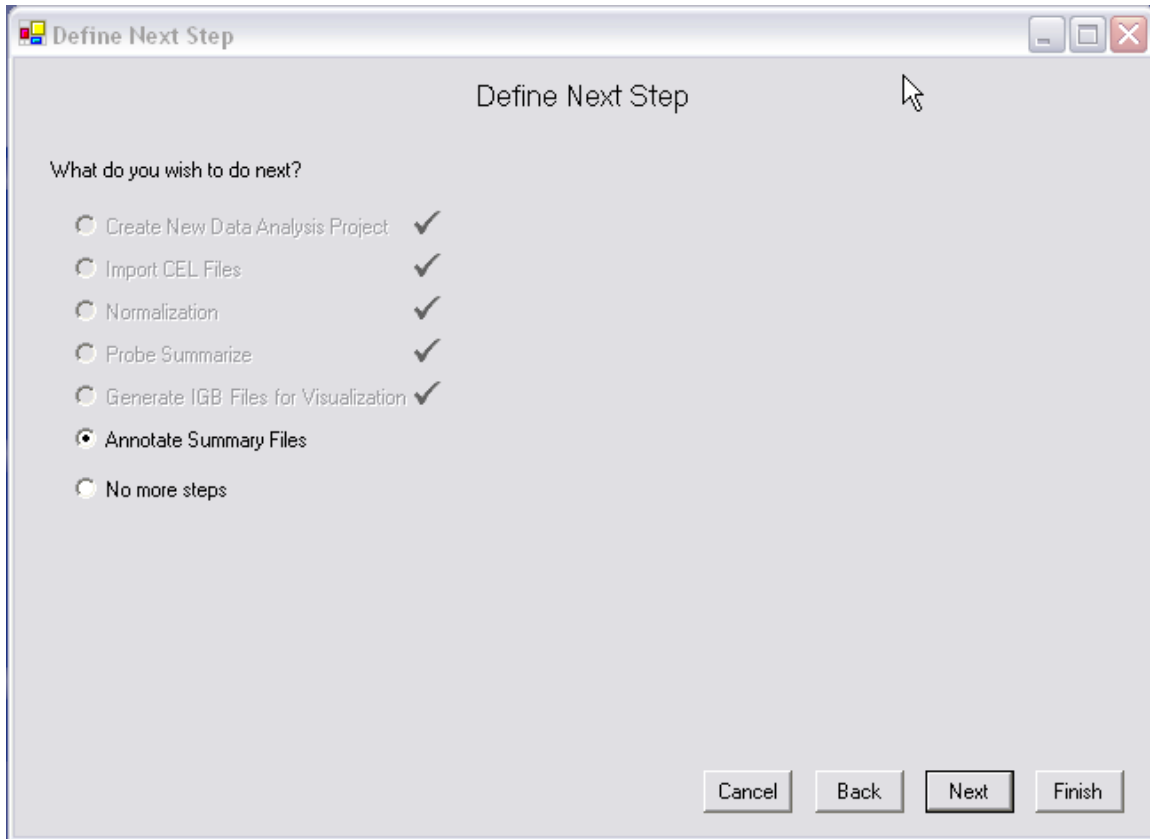 Define Next Step
Define Next Step
What do you wish to do next?
Create New Data Analysis Project
Import CEL Files
Normalization
Probe Summarize
Generate IGB Files for Visualization
Annotate Summary Files
No more steps
Cancel Back Next Finish